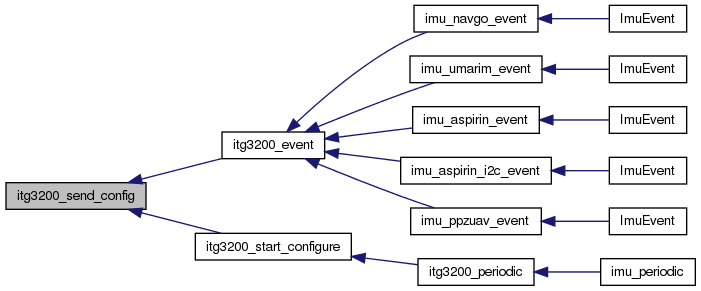 imu_navgo_event
ImuEvent
imu_umarim_event
ImuEvent
imu_aspirin_event
ImuEvent
itg3200_event
imu_aspirin_i2c_event
ImuEvent
itg3200_send_config
imu_ppzuav_event
ImuEvent
itg3200_start_configure
itg3200_periodic
imu_periodic